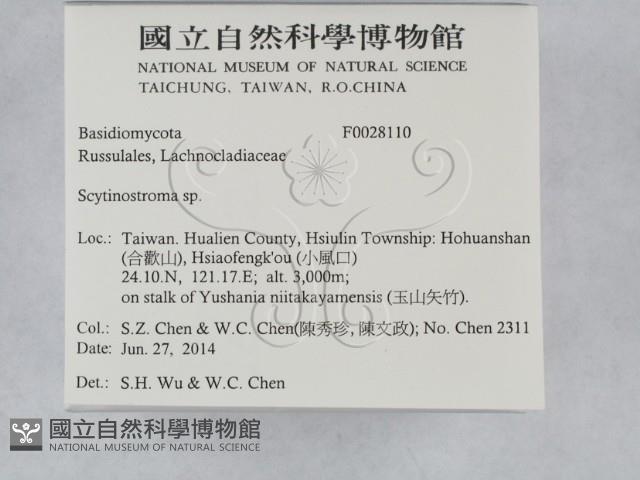 國立自然科學博物館
NATIONAL MUSEUM OF NATURAL SCIENCE
TAICHUNG, TAIWAN, R.O.CHINA
Basidiomycota F0028110
Russulales, Lachnocladiaceae
Scytinostroma sp.
Loc.: Taiwan. Hualien County, Hsiulin Township: Hohuanshan
(合歡山), Hsiaofengk'ou (小風口)
24.10.N, 121.17.E; alt. 3,000m;
on stalk of Yushania niitakayamensis (玉山矢竹).
Col.: S.Z. Chen & W.C. Chen(陳秀珍, 陳文政); No. Chen 2311
Date: Jun. 27, 2014
Det.: S.H. Wu & W.C. Chen
國立自然科學博物館
NATIONAL MUSEUM OF NATURAL SCIENCE